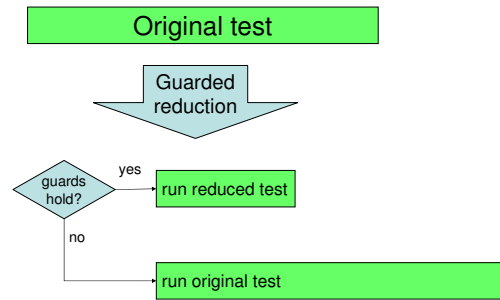 Original test
Guarded
reduction
guards
hold?
yes
run reduced test
no
run original test